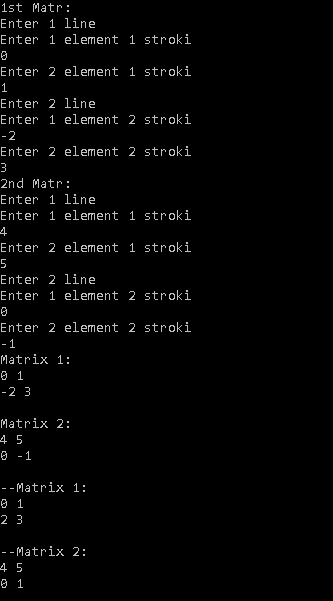 1st Matr:
Enter 1 line
Enter 1 element 1 stroki
0
Enter 2 element 1 stroki
1
Enter 2 line
Enter 1 element 2 stroki
-2
Enter 2 element 2 stroki
3
2nd Matr:
Enter 1 line
Enter 1 element 1 stroki
4
Enter 2 element 1 stroki
5
Enter 2 line
Enter 1 element 2 stroki
0
Enter 2 element 2 stroki
-1
Matrix 1:
0 1
-2 3
Matrix 2:
4 5
0 -1
--Matrix 1:
0 1
2 3
--Matrix 2:
4 5
0 1